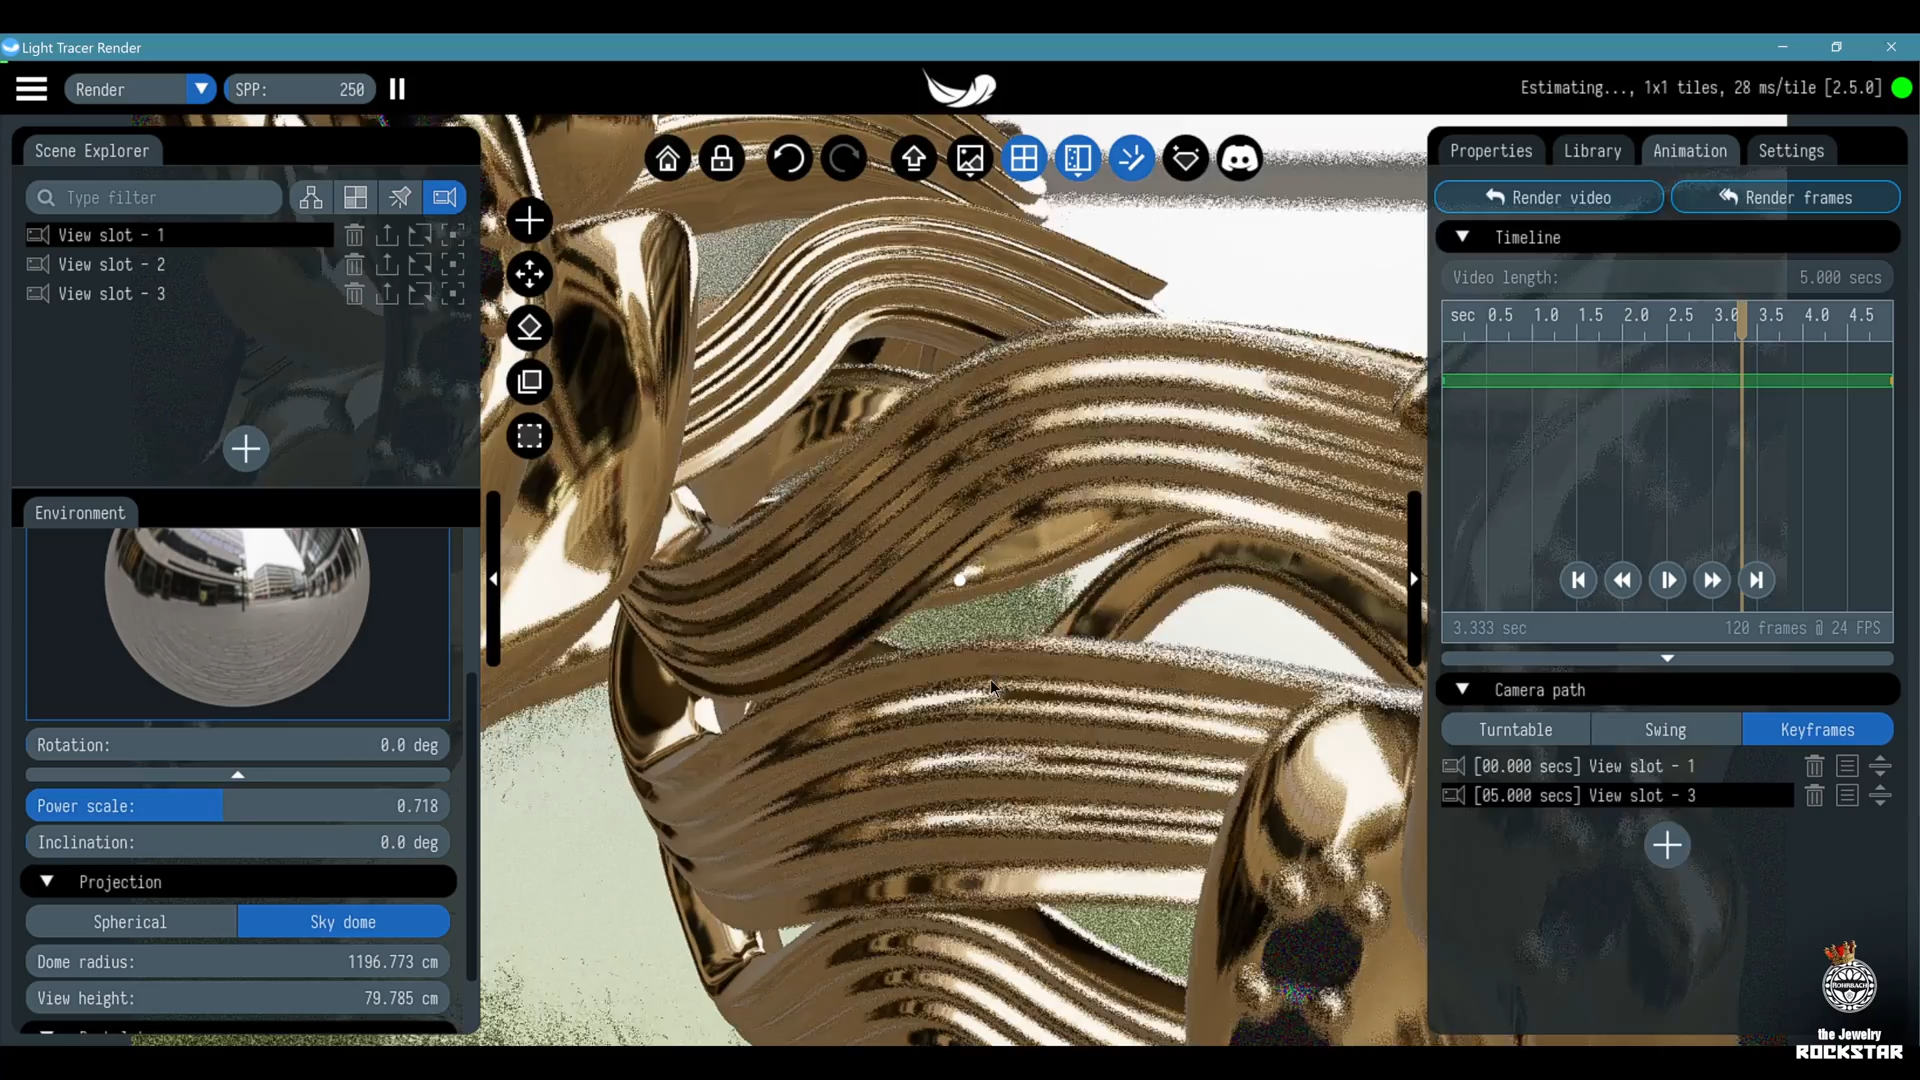 Light Tracer Render
Render
SPP: 250
Estimating..., 1x1 tiles, 28 ms/tile [2.5.0]
Scene Explorer
Type filter
View slot - 1
View slot - 2
View slot - 3
Environment
Rotation: 0.0 deg
Power scale: 0.718
Inclination: 0.0 deg
Projection
Spherical
Sky dome
Dome radius: 1196.773 cm
View height: 79.785 cm
Properties
Library
Animation
Settings
Render video
Render frames
Timeline
Video length: 5.000 secs
sec 0.5 1.0 1.5 2.0 2.5 3.0 3.5 4.0 4.5
3.333 sec
120 frames @ 24 FPS
Camera path
Turntable
Swing
Keyframes
[00.000 secs] View slot - 1
[05.000 secs] View slot - 3
ROHRBACH
the Jewelry
ROCKSTAR